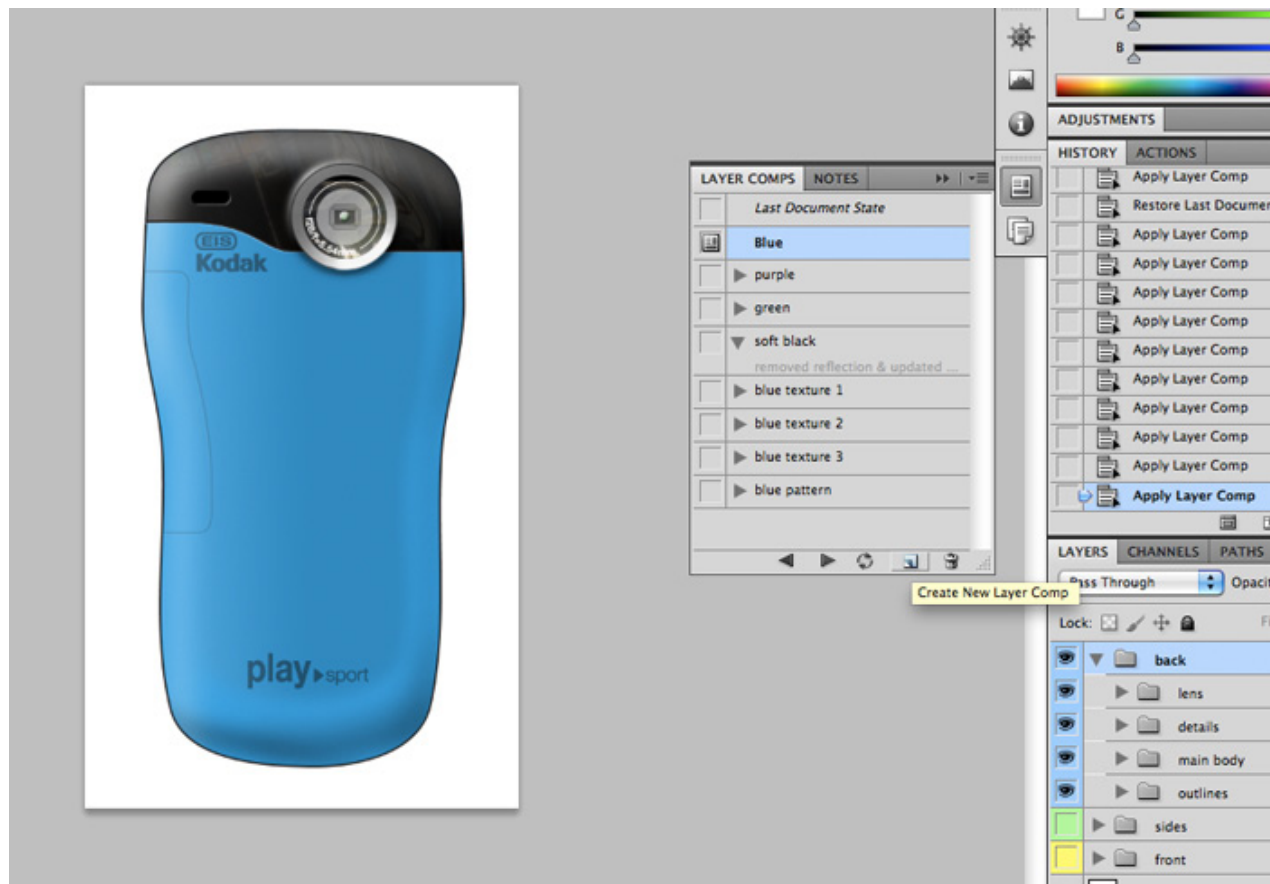 EIS
Kodak
play sport
LAYER COMPS NOTES
Last Document State
Blue
purple
green
soft black
removed reflection & updated ...
blue texture 1
blue texture 2
blue texture 3
blue pattern
Create New Layer Comp
G
B
ADJUSTMENTS
HISTORY ACTIONS
Apply Layer Comp
Restore Last Documen
Apply Layer Comp
Apply Layer Comp
Apply Layer Comp
Apply Layer Comp
Apply Layer Comp
Apply Layer Comp
Apply Layer Comp
Apply Layer Comp
Apply Layer Comp
Apply Layer Comp
LAYERS CHANNELS PATHS
Pass Through Opacit
Lock:
back
lens
details
main body
outlines
sides
front